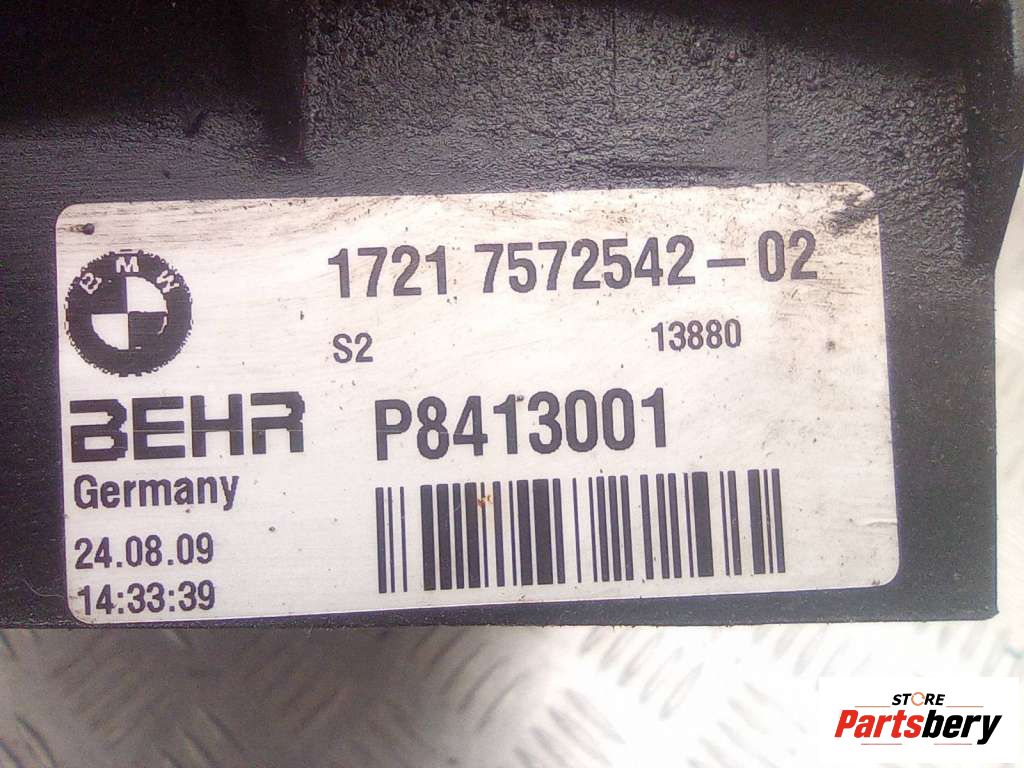 BMW
1721 7572542-02
S2 13880
BEHR P8413001
Germany
24.08.09
14:33:39
STORE
Partsbery